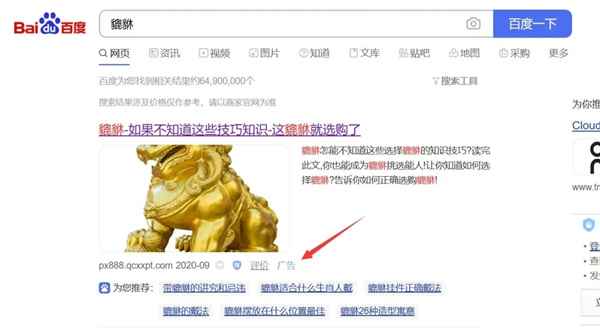 Bai du 百度
貔貅
百度一下
网页 资讯 视频 图片 知道 文库 贴吧 地图 采购 更多
百度为您找到相关结果约64,900,000个
搜索工具
搜索结果涉及价格仅作参考，请以商家官网为准
为你推
貔貅-如果不知道这些技巧知识-这貔貅就选购了
Cloud
貔貅怎能不知道这些选择貔貅的知识技巧?读完
此文,你也能成为貔貅挑选能人!让你知道如何选
择貔貅?告诉你如何正确选购貔貅!
px888.qcxxpt.com 2020-09 评价 广告
为您推荐： 带貔貅的讲究和忌讳 貔貅适合什么生肖人戴 貔貅挂件正确戴法
貔貅的戴法 貔貅摆放在什么位置最佳 貔貅26种造型寓意
www.tn
登
查
发